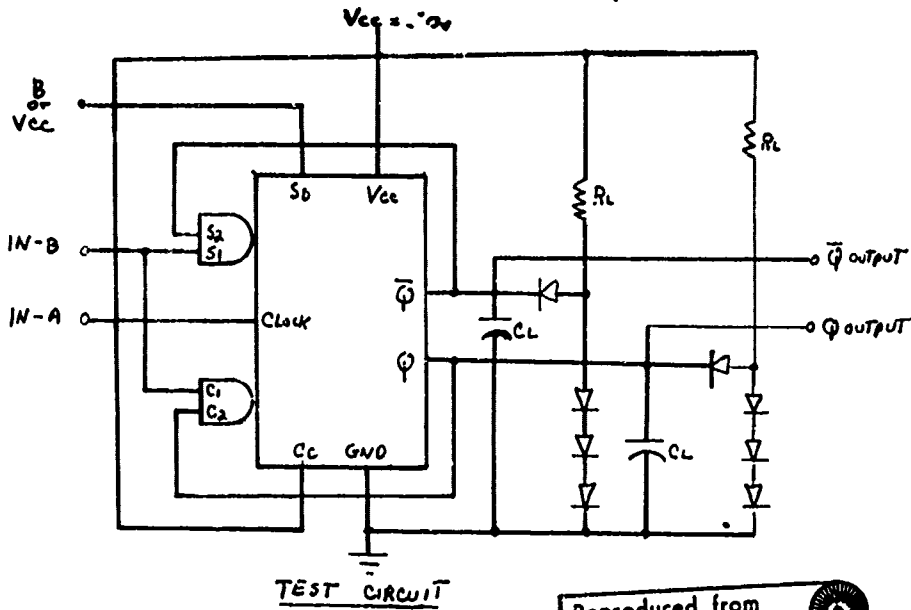 Vcc =
B
or
Vcc
SD
Vcc
RL
RL
S2
S1
IN-B
IN-A
CLOCK
Q̅
Q
Q̅ OUTPUT
Q OUTPUT
CL
CL
C1
C2
CC
GND
TEST CIRCUIT
Reproduced from